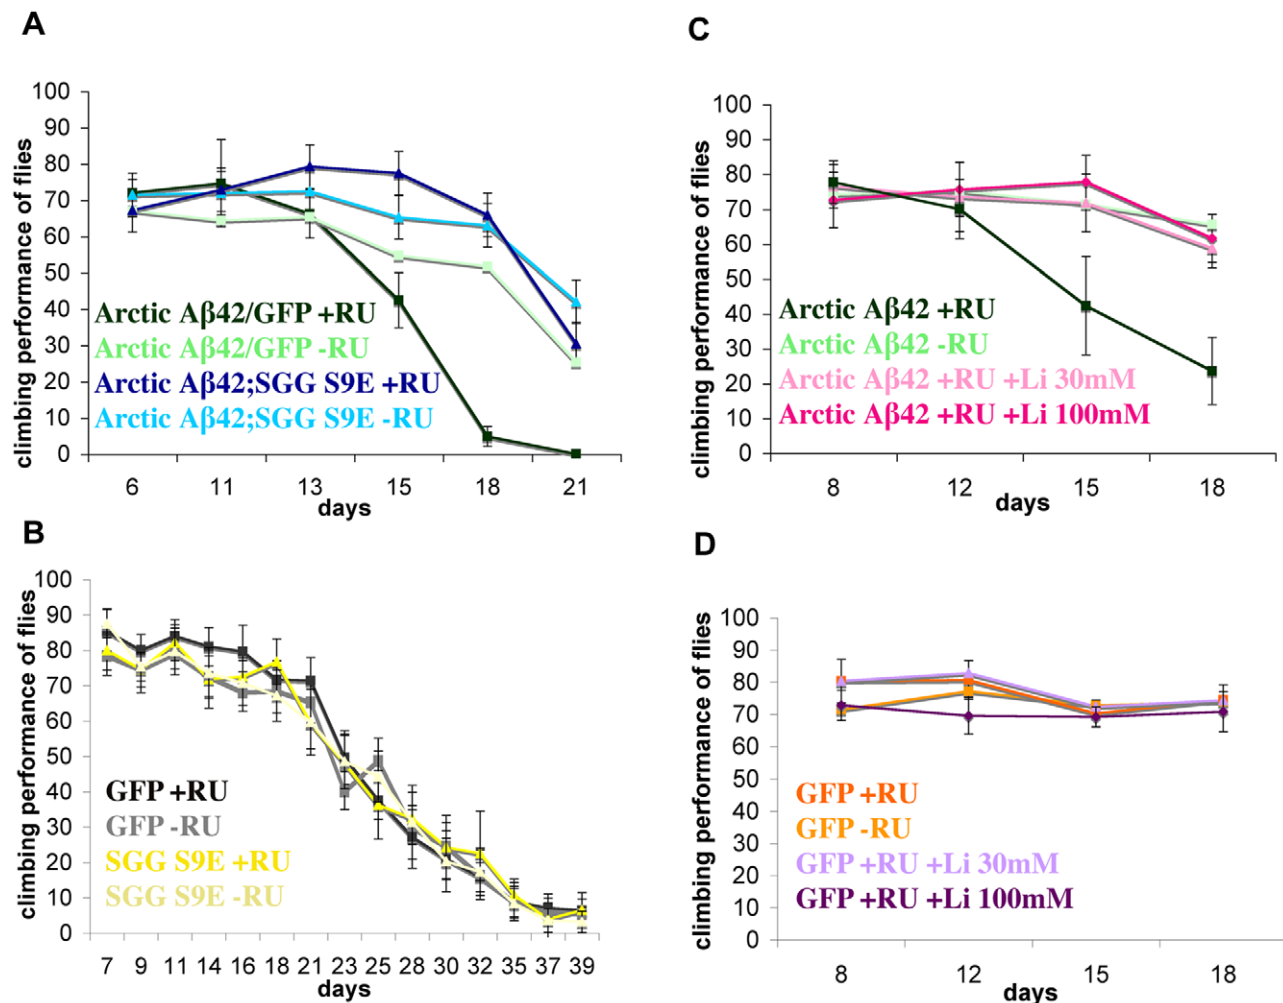 A
climbing performance of flies
100
90
80
70
60
50
40
30
20
10
0
Arctic Aβ42/GFP +RU
Arctic Aβ42/GFP -RU
Arctic Aβ42;SGG S9E +RU
Arctic Aβ42;SGG S9E -RU
6 11 13 15 18 21
days
B
climbing performance of flies
100
90
80
70
60
50
40
30
20
10
0
GFP +RU
GFP -RU
SGG S9E +RU
SGG S9E -RU
7 9 11 14 16 18 21 23 25 28 30 32 35 37 39
days
C
climbing performance of flies
100
90
80
70
60
50
40
30
20
10
0
Arctic Aβ42 +RU
Arctic Aβ42 -RU
Arctic Aβ42 +RU +Li 30mM
Arctic Aβ42 +RU +Li 100mM
8 12 15 18
days
D
climbing performance of flies
100
90
80
70
60
50
40
30
20
10
0
GFP +RU
GFP -RU
GFP +RU +Li 30mM
GFP +RU +Li 100mM
8 12 15 18
days